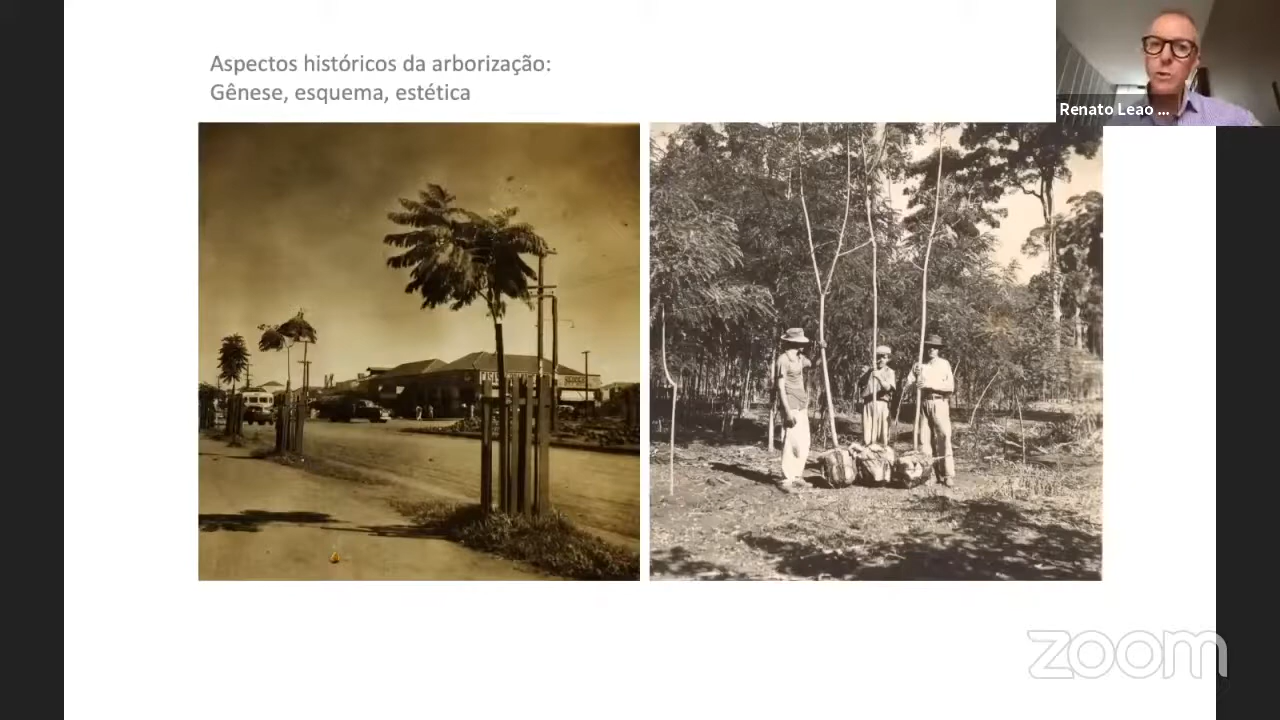 Aspectos históricos da arborização:
Gênese, esquema, estética
Renato Leao ...
zoom